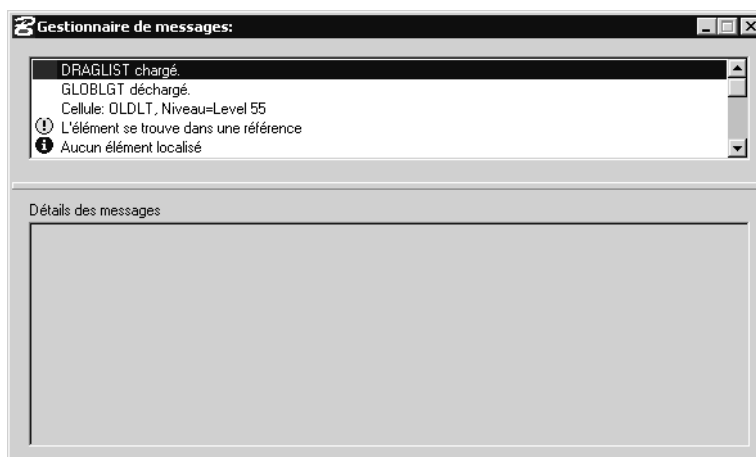 Gestionnaire de messages:
DRAGLIST chargé.
GLOBLGT déchargé.
Cellule: OLDLT, Niveau=Level 55
L'élément se trouve dans une référence
Aucun élément localisé
Détails des messages